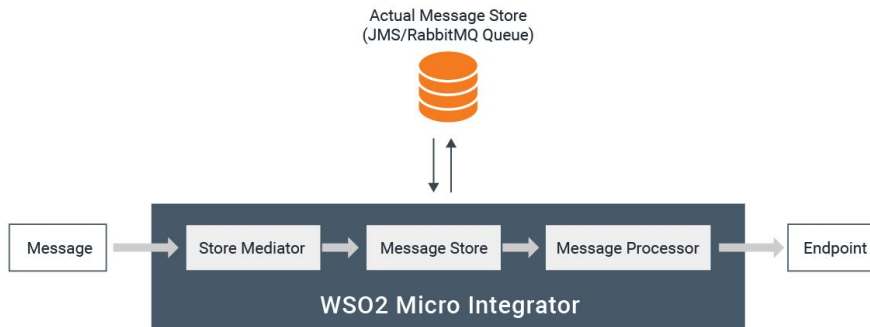 Actual Message Store
(JMS/RabbitMQ Queue)
Message
Store Mediator
Message Store
Message Processor
Endpoint
WSO2 Micro Integrator